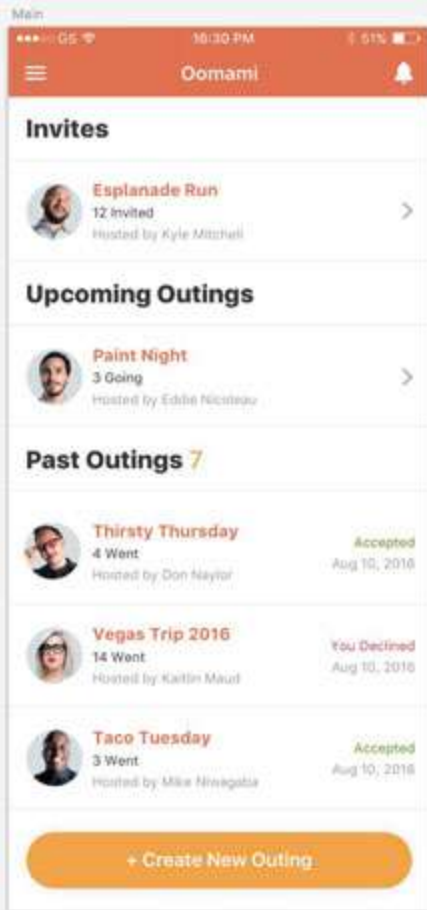 Main
GS 16:30 PM 51%
Oomami
Invites
Esplanade Run
12 Invited
Hosted by Kyle Mitchell
Upcoming Outings
Paint Night
3 Going
Hosted by Eddie
Past Outings 7
Thirsty Thursday
4 Went
Hosted by Don Naylor
Accepted
Aug 10, 2016
Vegas Trip 2016
14 Went
Hosted by Kaitlin Maud
You Declined
Aug 10, 2016
Taco Tuesday
3 Went
Hosted by Mike
Accepted
Aug 10, 2016
+ Create New Outing